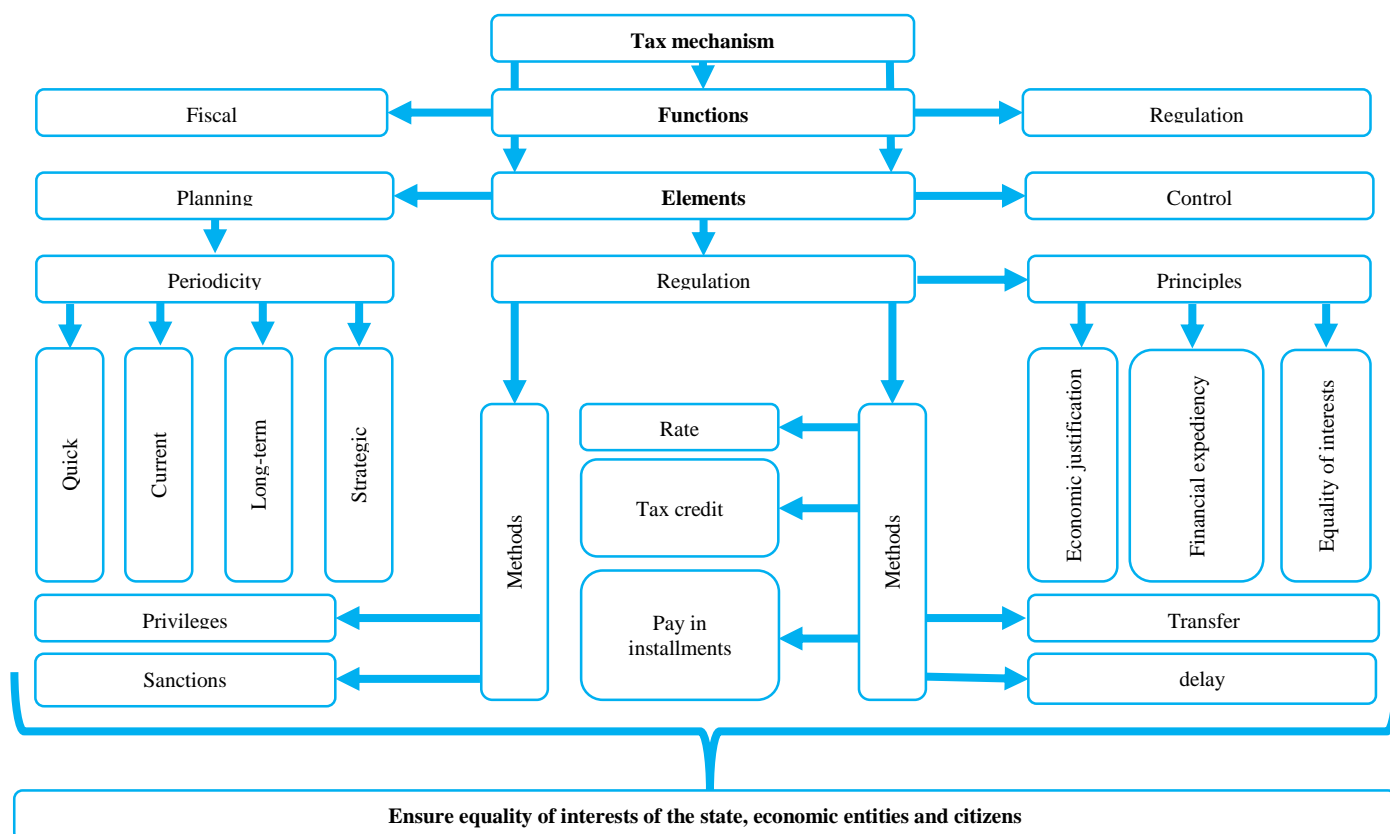 Tax mechanism
Fiscal
Functions
Regulation
Planning
Elements
Control
Periodicity
Regulation
Principles
Quick
Current
Long-term
Strategic
Methods
Rate
Tax credit
Pay in
installments
Methods
Economic justification
Financial expediency
Equality of interests
Privileges
Transfer
Sanctions
delay
Ensure equality of interests of the state, economic entities and citizens